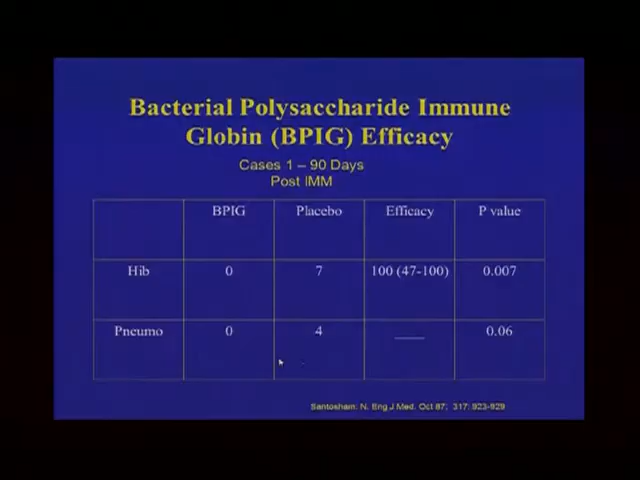 Bacterial Polysaccharide Immune
Globin (BPIG) Efficacy
Cases 1 – 90 Days
Post IMM
BPIG Placebo Efficacy P value
Hib 0 7 100 (47-100) 0.007
Pneumo 0 4 ____ 0.06
Santosham: N. Eng J Med. Oct 87; 317: 923-929